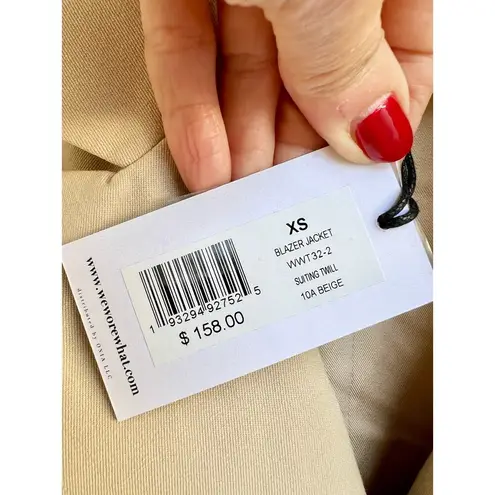 XS
BLAZER JACKET
WWT32-2
SUITING TWILL
10A BEIGE
1 93294 92752 5
$ 158.00
www.weworewhat.com
distributed by ONIA LLC